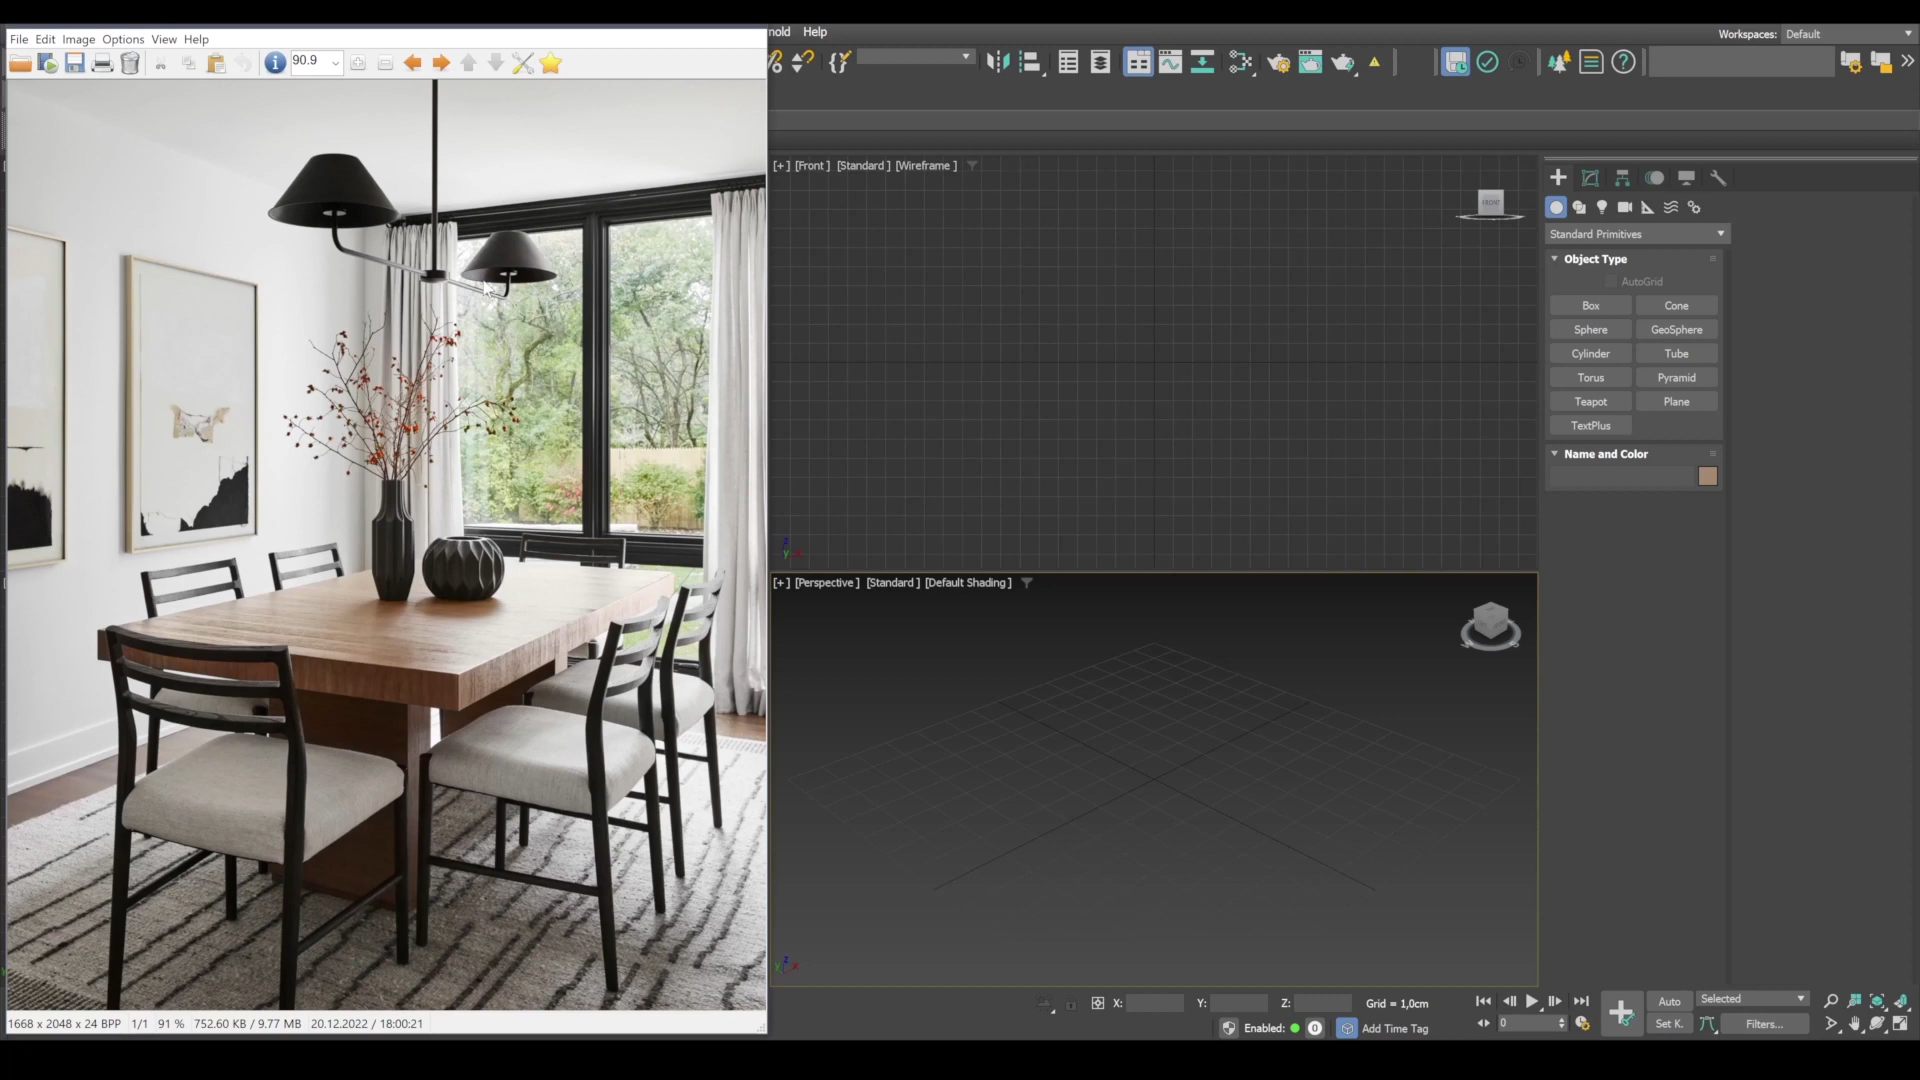 File Edit Image Options View Help
nold Help
Workspaces: Default
90.9
[+] [Front ] [Standard ] [Wireframe ]
FRONT
Standard Primitives
Object Type
AutoGrid
Box Cone
Sphere GeoSphere
Cylinder Tube
Torus Pyramid
Teapot Plane
TextPlus
Name and Color
z
y
[+] [Perspective ] [Standard ] [Default Shading ]
z
y x
X: Y: Z: Grid = 1,0cm
Auto Selected
Enabled: 0 Add Time Tag
0 Set K. Filters...
1668 x 2048 x 24 BPP 1/1 91 % 752.60 KB / 9.77 MB 20.12.2022 / 18:00:21